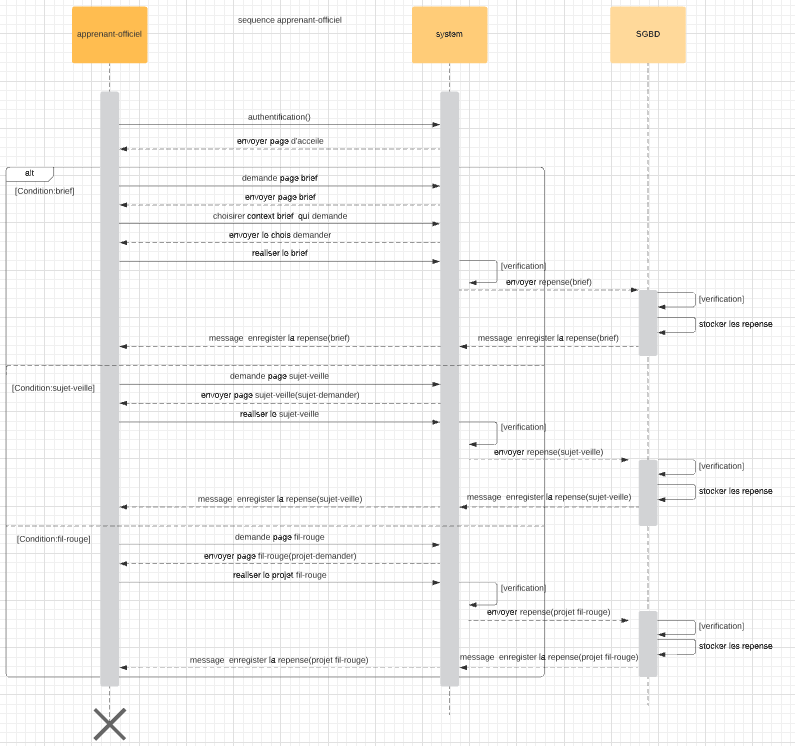 sequence apprenant-officiel
apprenant-officiel
system
SGBD
authentification()
envoyer page d'acceile
alt
[Condition:brief]
demande page brief
envoyer page brief
choisirer context brief qui demande
envoyer le chois demander
realiser le brief
[verification]
envoyer repense(brief)
[verification]
stocker les repense
message enregister la repense(brief)
message enregister la repense(brief)
[Condition:sujet-veille]
demande page sujet-veille
envoyer page sujet-veille(sujet-demander)
realiser le sujet-veille
[verification]
envoyer repense(sujet-veille)
[verification]
stocker les repense
message enregister la repense(sujet-veille)
message enregister la repense(sujet-veille)
[Condition:fil-rouge]
demande page fil-rouge
envoyer page fil-rouge(projet-demander)
realiser le projet fil-rouge
[verification]
envoyer repense(projet fil-rouge)
[verification]
stocker les repense
message enregister la repense(projet fil-rouge)
message enregister la repense(projet fil-rouge)